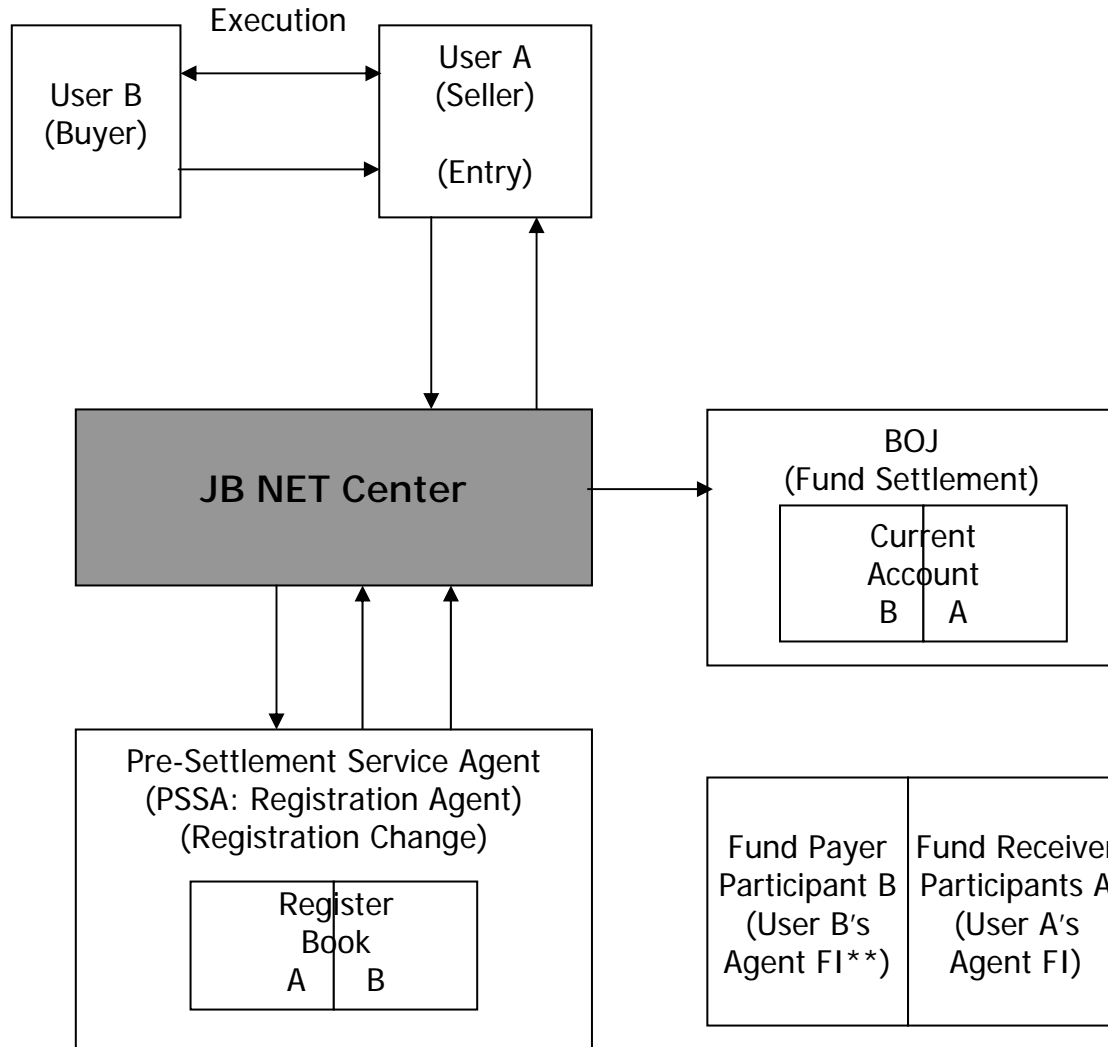 Execution
User B
(Buyer)
User A
(Seller)
(Entry)
JB NET Center
BOJ
(Fund Settlement)
Current
Account
B A
Pre-Settlement Service Agent
(PSSA: Registration Agent)
(Registration Change)
Register
Book
A B
Fund Payer
Participant B
(User B's
Agent FI**)
Fund Receiver
Participants A
(User A's
Agent FI)